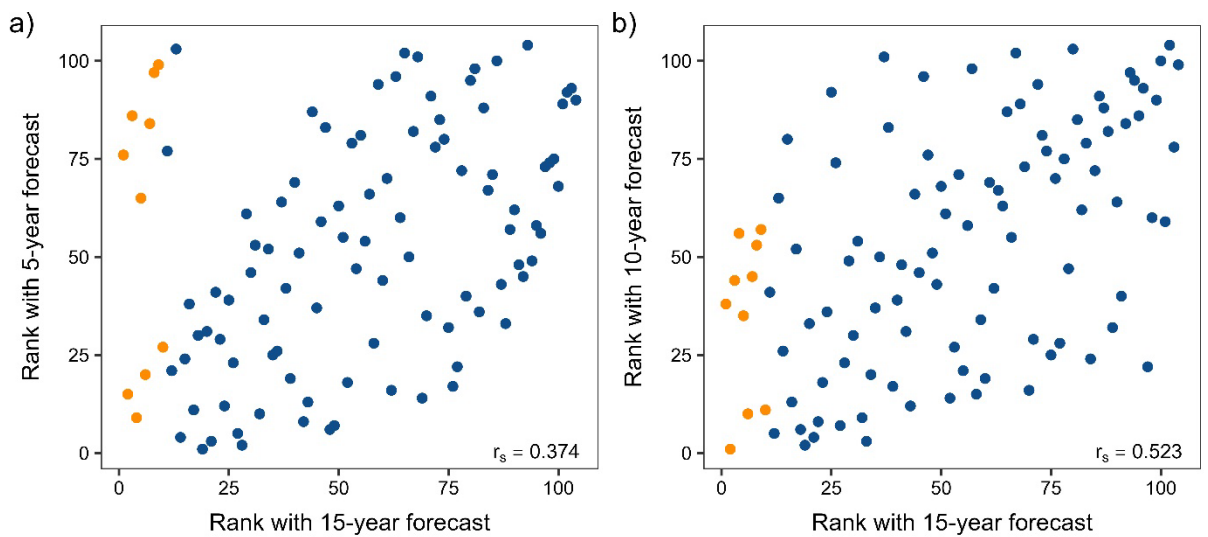 a)
Rank with 5-year forecast
100
75
50
25
0
0 25 50 75 100
Rank with 15-year forecast
rs = 0.374
b)
Rank with 10-year forecast
100
75
50
25
0
0 25 50 75 100
Rank with 15-year forecast
rs = 0.523